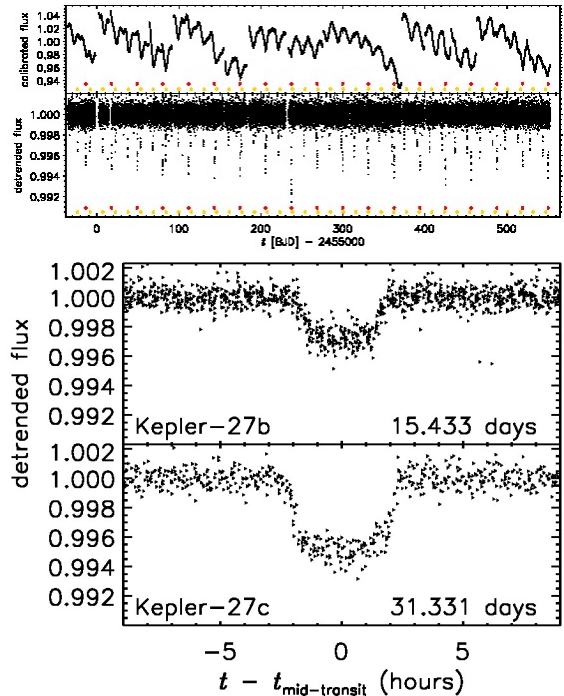 calibrated flux
1.04
1.02
1.00
0.98
0.96
0.94
detrended flux
1.000
0.998
0.996
0.994
0.992
0 100 200 300 400 500
t [BJD] − 2455000
detrended flux
1.002
1.000
0.998
0.996
0.994
0.992
Kepler−27b 15.433 days
1.002
1.000
0.998
0.996
0.994
0.992
Kepler−27c 31.331 days
−5 0 5
t − t mid−transit (hours)